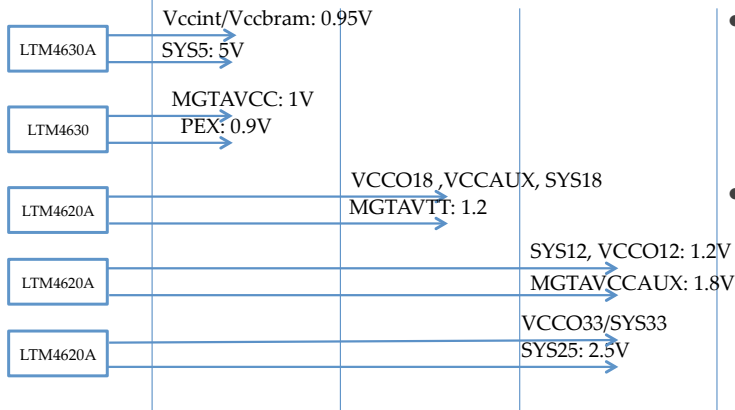 Vccint/Vccbram: 0.95V
LTM4630A
SYS5: 5V
MGTAVCC: 1V
LTM4630
PEX: 0.9V
VCCO18 ,VCCAUX, SYS18
LTM4620A
MGTAVTT: 1.2
SYS12, VCCO12: 1.2V
LTM4620A
MGTAVCCAUX: 1.8V
VCCO33/SYS33
LTM4620A
SYS25: 2.5V